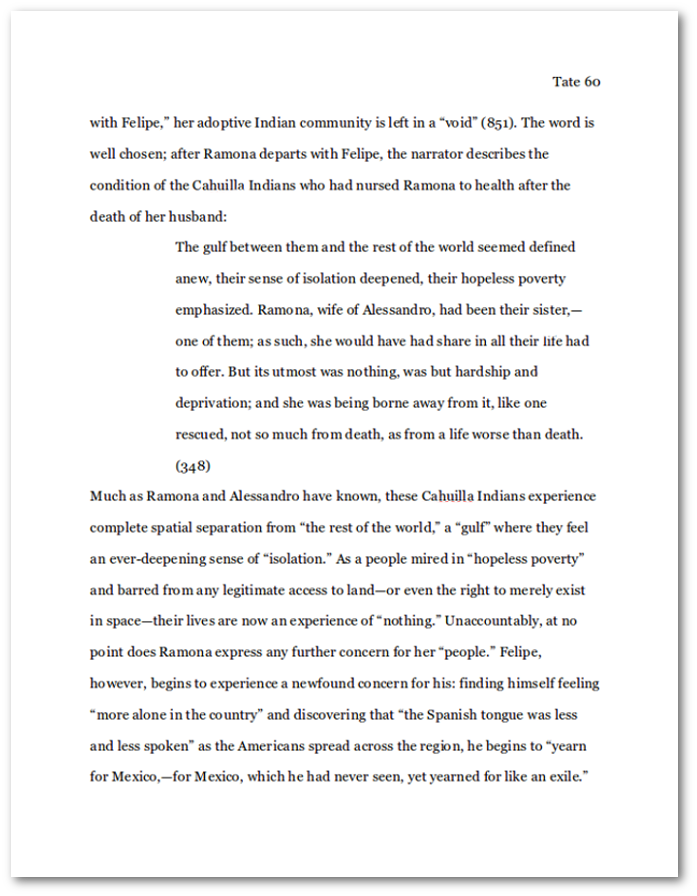 Tate 60
with Felipe,” her adoptive Indian community is left in a “void” (851). The word is
well chosen; after Ramona departs with Felipe, the narrator describes the
condition of the Cahuilla Indians who had nursed Ramona to health after the
death of her husband:
The gulf between them and the rest of the world seemed defined
anew, their sense of isolation deepened, their hopeless poverty
emphasized. Ramona, wife of Alessandro, had been their sister,—
one of them; as such, she would have had share in all their life had
to offer. But its utmost was nothing, was but hardship and
deprivation; and she was being borne away from it, like one
rescued, not so much from death, as from a life worse than death.
(348)
Much as Ramona and Alessandro have known, these Cahuilla Indians experience
complete spatial separation from “the rest of the world,” a “gulf” where they feel
an ever-deepening sense of “isolation.” As a people mired in “hopeless poverty”
and barred from any legitimate access to land—or even the right to merely exist
in space—their lives are now an experience of “nothing.” Unaccountably, at no
point does Ramona express any further concern for her “people.” Felipe,
however, begins to experience a newfound concern for his: finding himself feeling
“more alone in the country” and discovering that “the Spanish tongue was less
and less spoken” as the Americans spread across the region, he begins to “yearn
for Mexico,—for Mexico, which he had never seen, yet yearned for like an exile.”